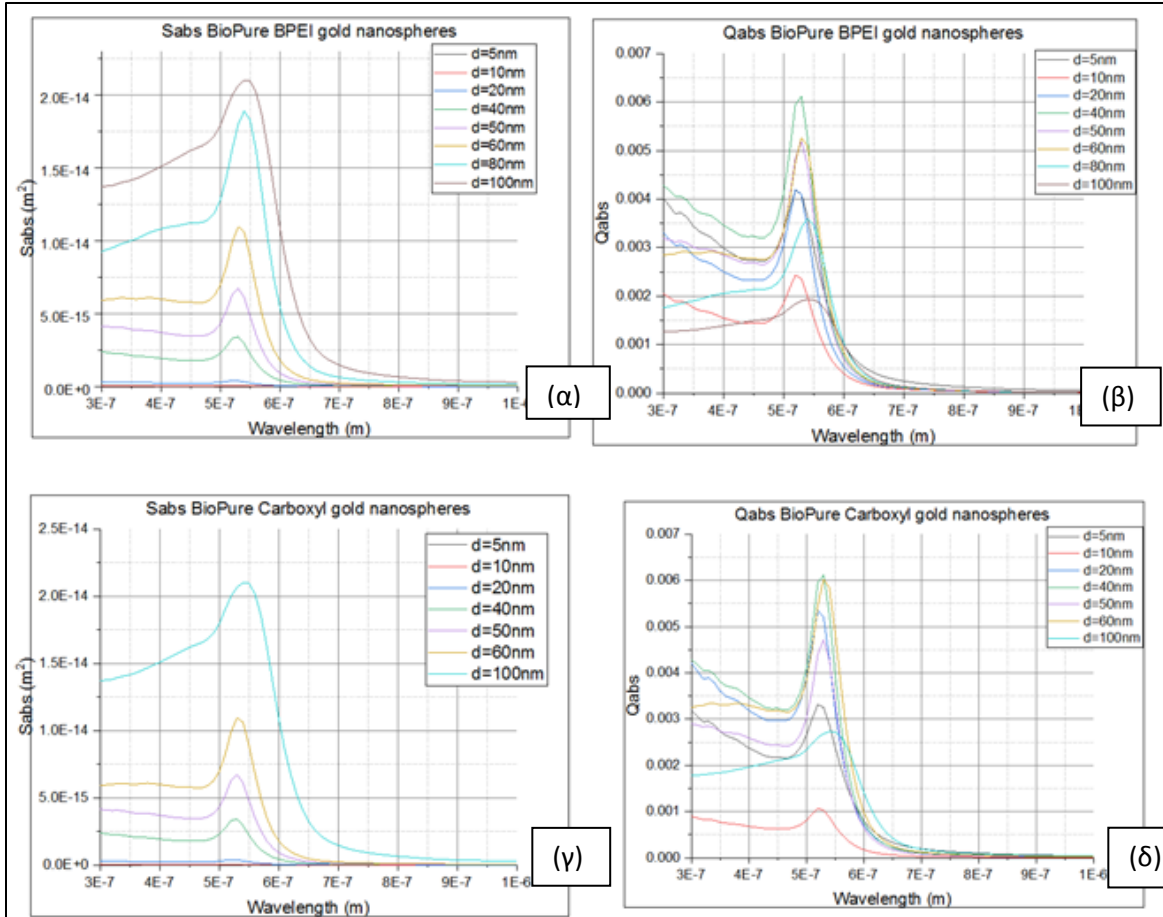 Sabs BioPure BPEI gold nanospheres
2.0E-14
1.5E-14
1.0E-14
5.0E-15
0.0E+0
Sabs (m²)
3E-7 4E-7 5E-7 6E-7 7E-7 8E-7 9E-7
Wavelength (m)
d=5nm
d=10nm
d=20nm
d=40nm
d=50nm
d=60nm
d=80nm
d=100nm
(α)
Qabs BioPure BPEI gold nanospheres
0.007
0.006
0.005
0.004
0.003
0.002
0.001
0.000
Qabs
3E-7 4E-7 5E-7 6E-7 7E-7 8E-7 9E-7
Wavelength (m)
d=5nm
d=10nm
d=20nm
d=40nm
d=50nm
d=60nm
d=80nm
d=100nm
(β)
Sabs BioPure Carboxyl gold nanospheres
2.5E-14
2.0E-14
1.5E-14
1.0E-14
5.0E-15
0.0E+0
Sabs (m²)
3E-7 4E-7 5E-7 6E-7 7E-7 8E-7 9E-7 1E-6
Wavelength (m)
d=5nm
d=10nm
d=20nm
d=40nm
d=50nm
d=60nm
d=100nm
(γ)
Qabs BioPure Carboxyl gold nanospheres
0.007
0.006
0.005
0.004
0.003
0.002
0.001
0.000
Qabs
3E-7 4E-7 5E-7 6E-7 7E-7 8E-7 9E-7 1E-6
Wavelength (m)
d=5nm
d=10nm
d=20nm
d=40nm
d=50nm
d=60nm
d=100nm
(δ)